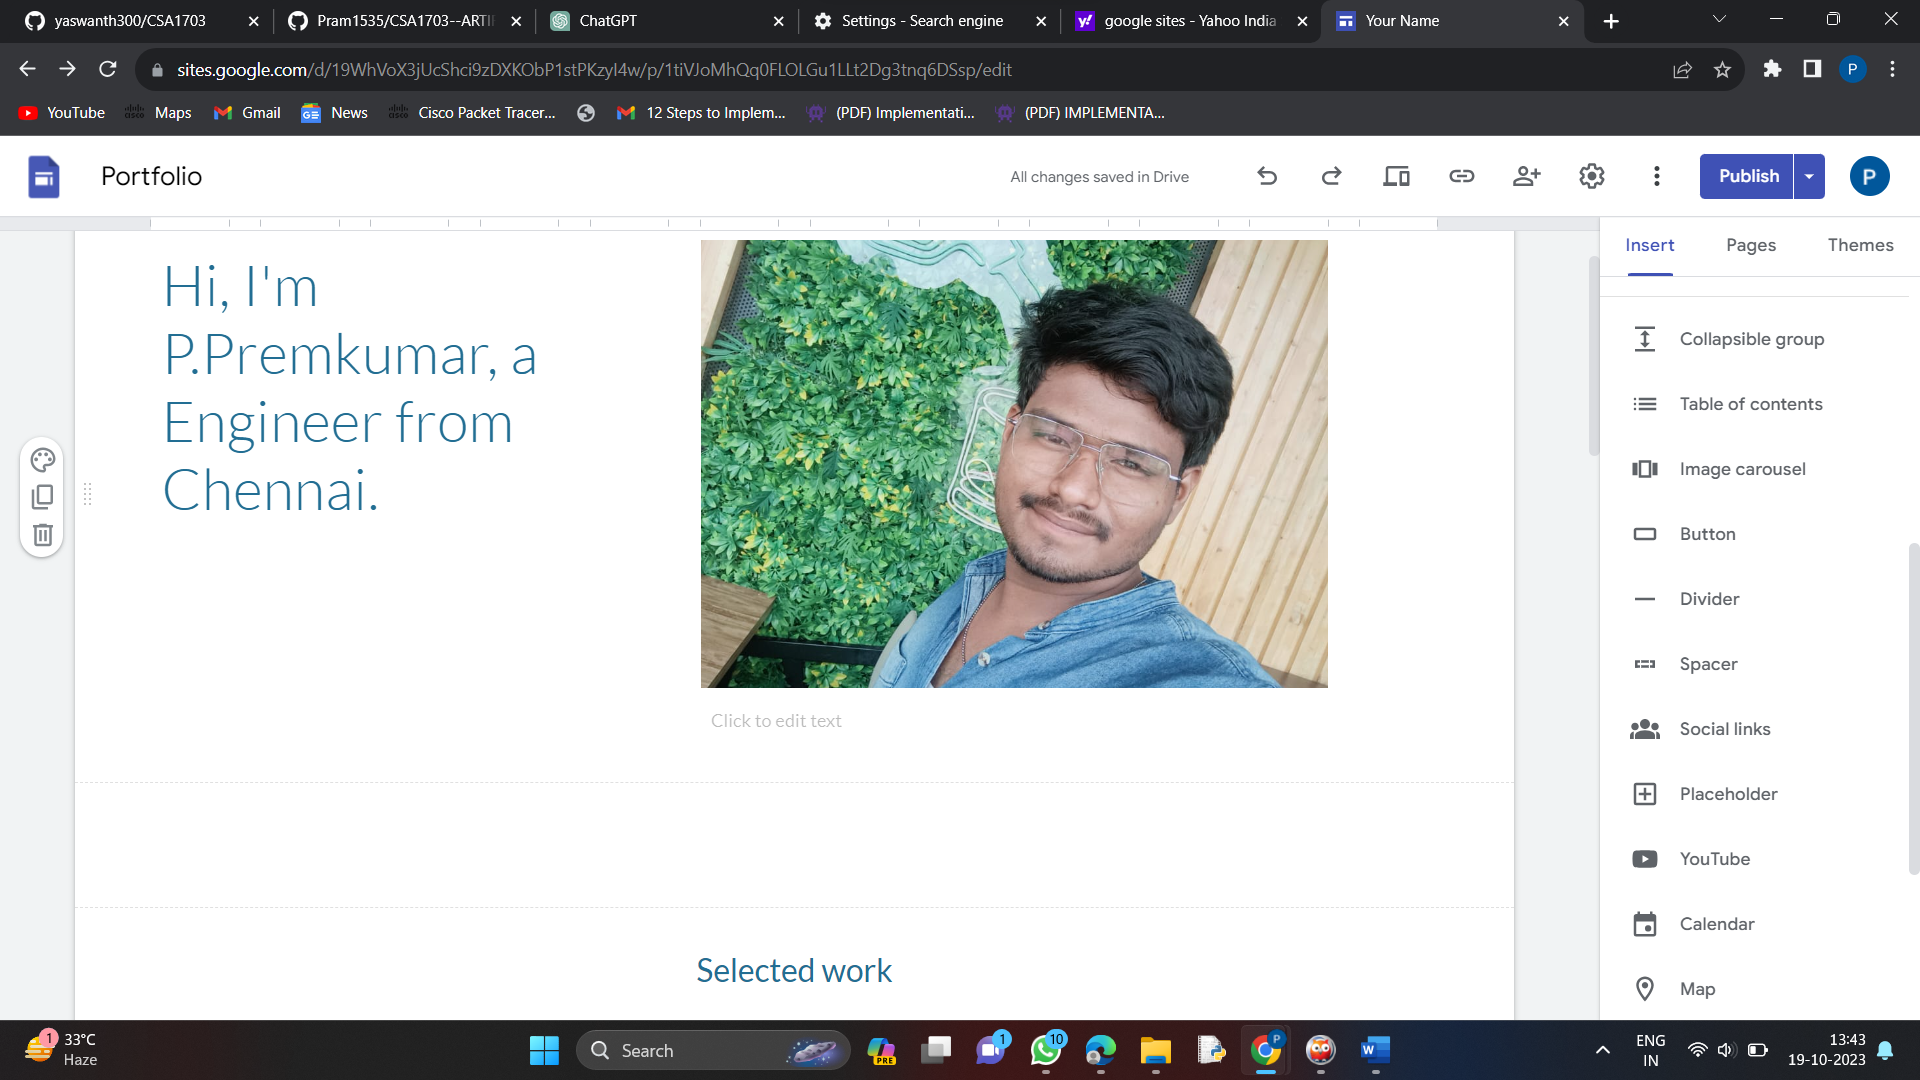 yaswanth300/CSA1703
Pram1535/CSA1703--ARTI
ChatGPT
Settings - Search engine
google sites - Yahoo India
Your Name
sites.google.com/d/19WhVoX3jUcShci9zDXKObP1stPKzyI4w/p/1tiVJoMhQq0FLOLGu1LLt2Dg3tnq6DSsp/edit
P
YouTube
Maps
Gmail
News
Cisco Packet Tracer...
12 Steps to Implem...
(PDF) Implementati...
(PDF) IMPLEMENTA...
Portfolio
All changes saved in Drive
Publish
P
Insert
Pages
Themes
Hi, I'm
P.Premkumar, a
Engineer from
Chennai.
Click to edit text
Selected work
Collapsible group
Table of contents
Image carousel
Button
Divider
Spacer
Social links
Placeholder
YouTube
Calendar
Map
1
33°C
Haze
Search
PRE
1
10
P
W
ENG
IN
13:43
19-10-2023